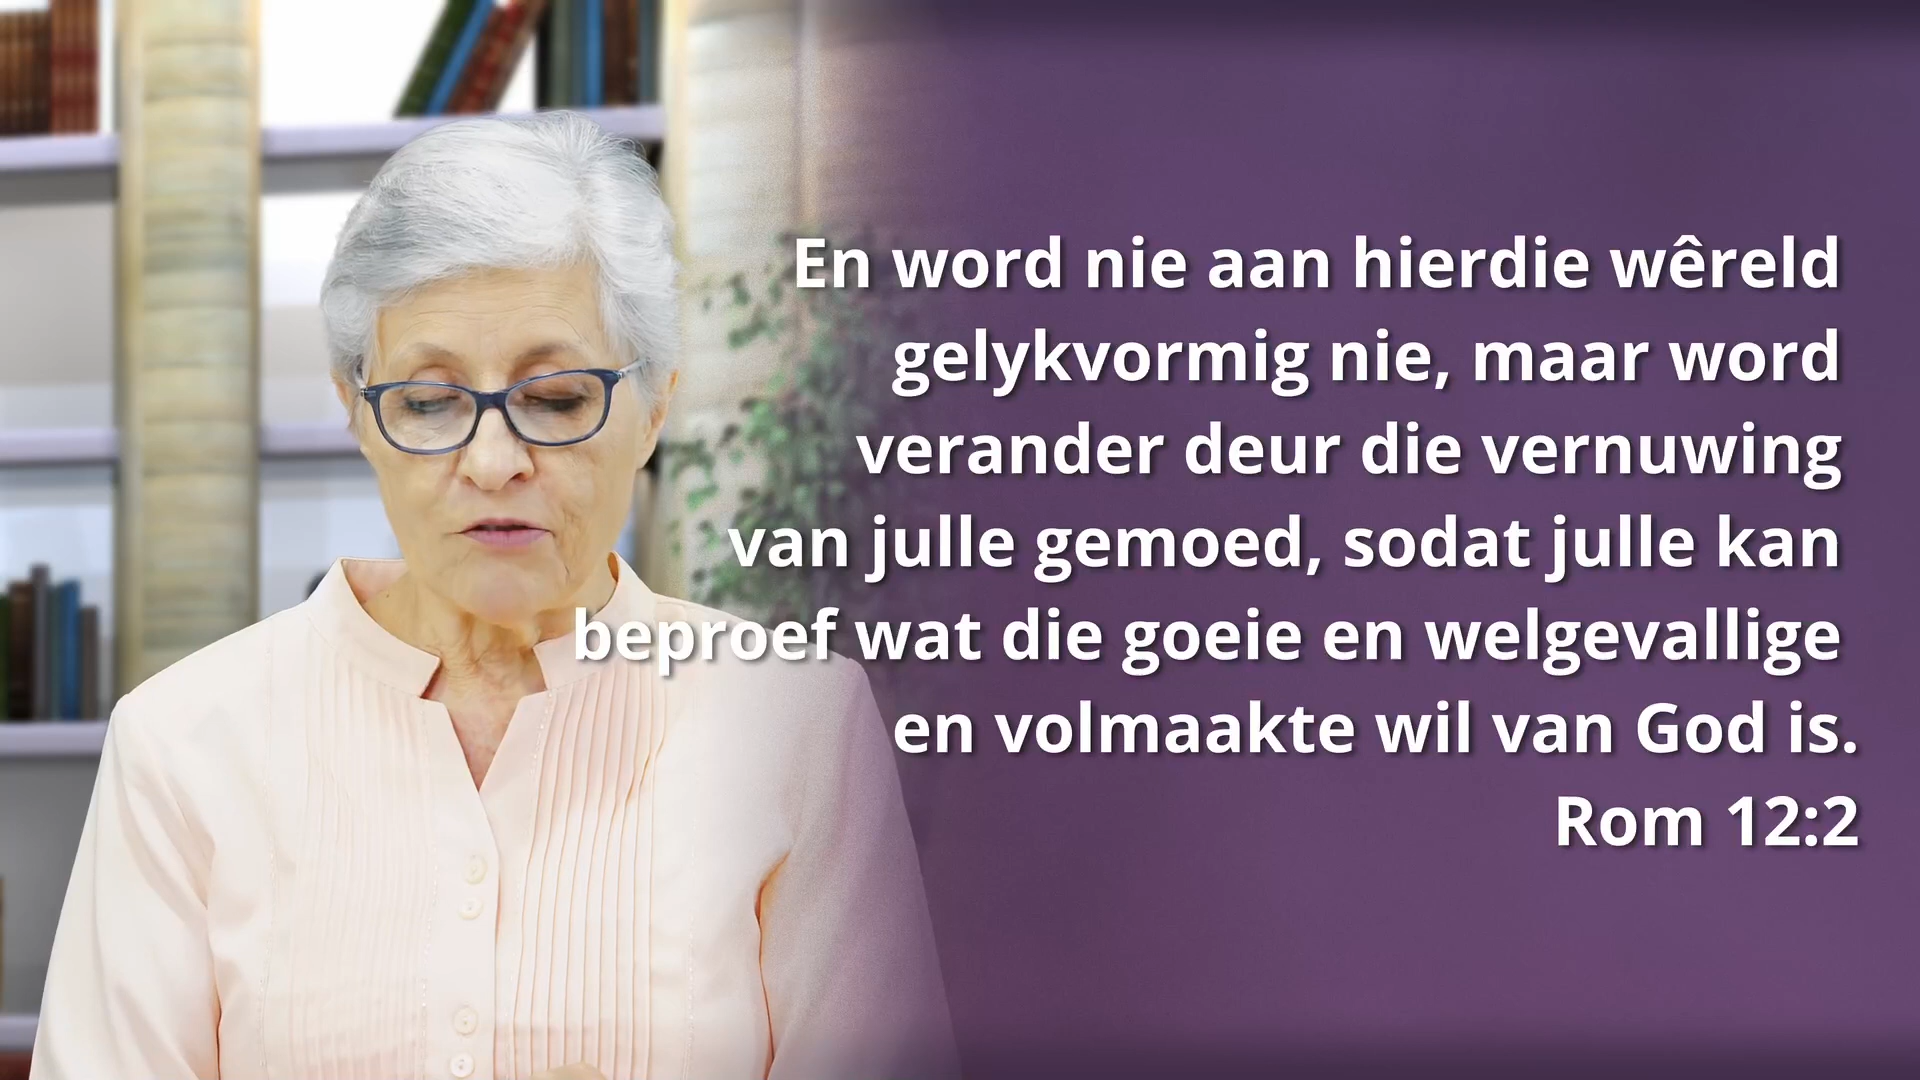 En word nie aan hierdie wêreld
gelykvormig nie, maar word
verander deur die vernuwing
van julle gemoed, sodat julle kan
beproef wat die goeie en welgevallige
en volmaakte wil van God is.
Rom 12:2